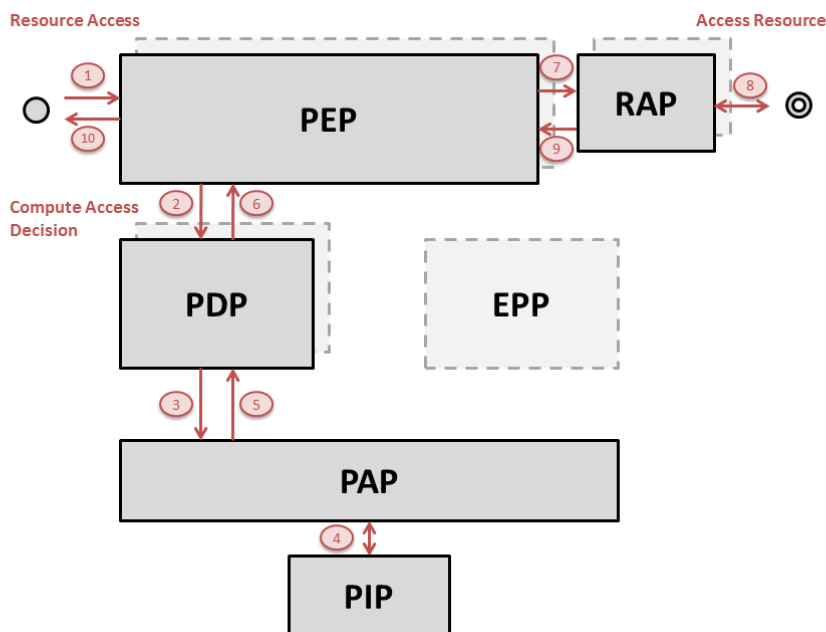 Resource Access
Access Resource
1
7
8
PEP
RAP
10
9
2
6
Compute Access
Decision
PDP
EPP
3
5
PAP
4
PIP